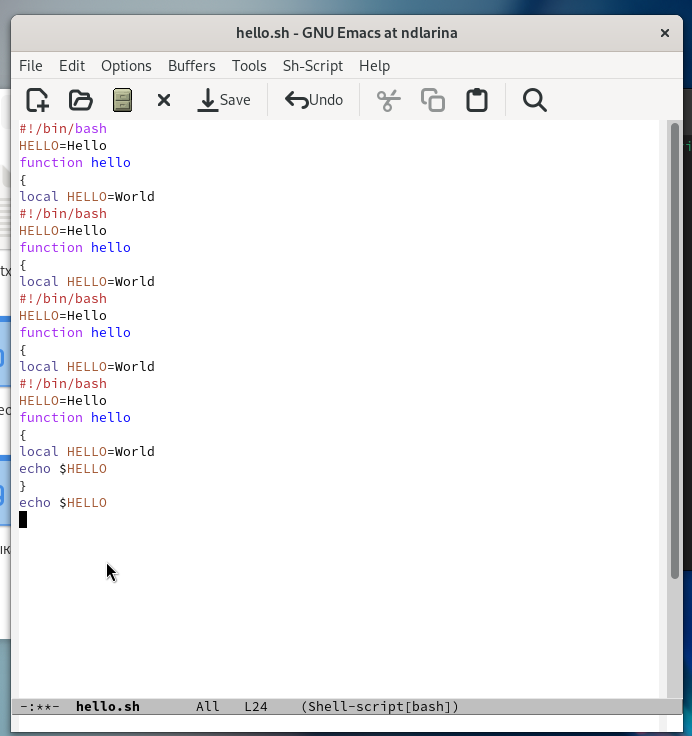 hello.sh - GNU Emacs at ndlarina
File Edit Options Buffers Tools Sh-Script Help
Save Undo
#!/bin/bash
HELLO=Hello
function hello
{
local HELLO=World
#!/bin/bash
HELLO=Hello
function hello
{
local HELLO=World
#!/bin/bash
HELLO=Hello
function hello
{
local HELLO=World
#!/bin/bash
HELLO=Hello
function hello
{
local HELLO=World
echo $HELLO
}
echo $HELLO
-:**- hello.sh All L24 (Shell-script[bash])